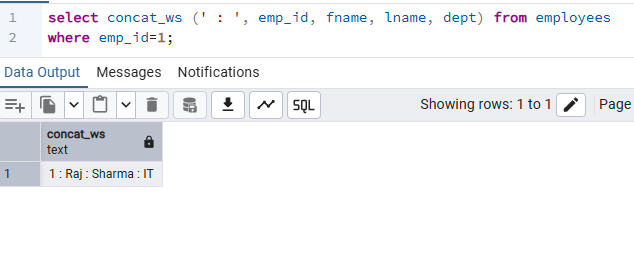 1 select concat_ws (' : ', emp_id, fname, lname, dept) from employees
2 where emp_id=1;
Data Output Messages Notifications
SQL Showing rows: 1 to 1 Page
concat_ws
text
1 1 : Raj : Sharma : IT